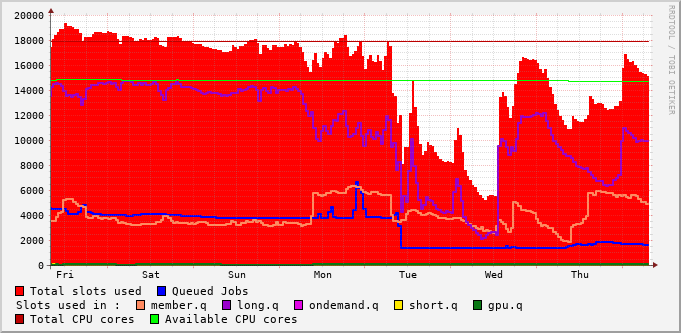 20000
18000
16000
14000
12000
10000
8000
6000
4000
2000
0
Fri Sat Sun Mon Tue Wed Thu
RRDTOOL / TOBI OETIKER
Total slots used Queued Jobs
Slots used in : member.q long.q ondemand.q short.q gpu.q
Total CPU cores Available CPU cores